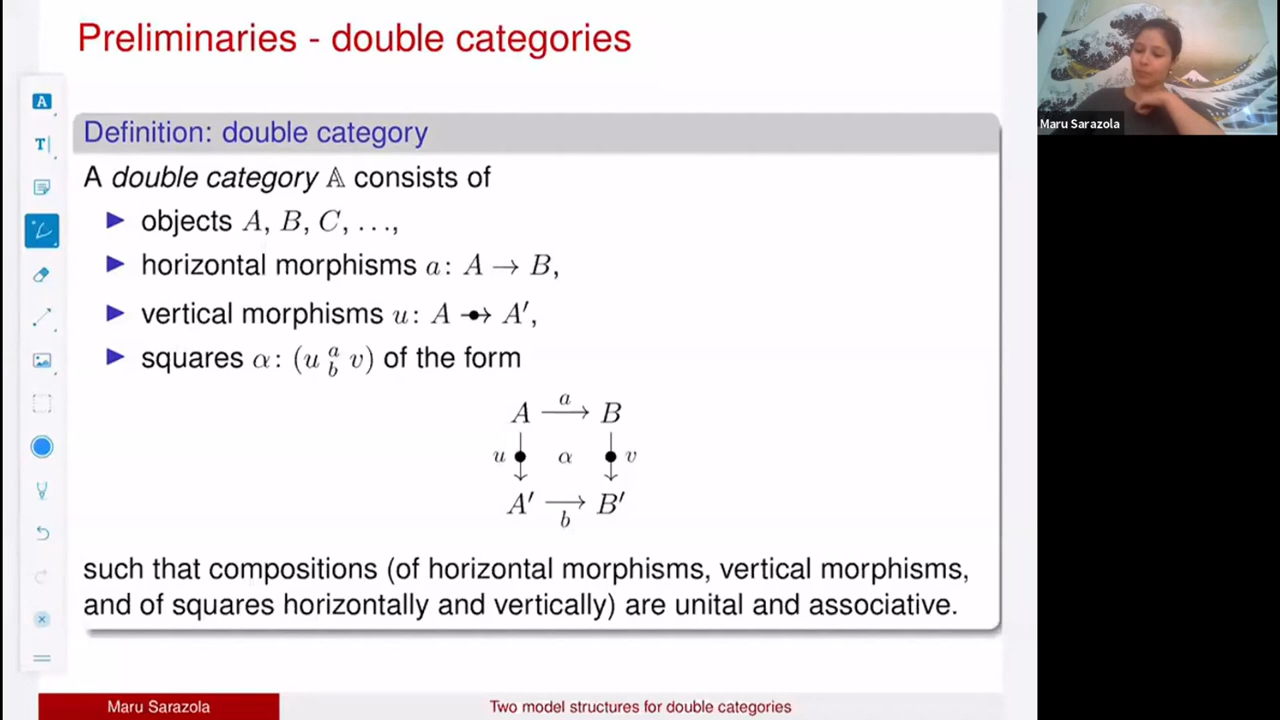 Preliminaries - double categories
Maru Sarazola
Definition: double category
A double category 𝔸 consists of
▶ objects A, B, C, …,
▶ horizontal morphisms a: A → B,
▶ vertical morphisms u: A ⇸ A′,
▶ squares α: (u a b v) of the form
A a B
u α v
A′ b B′
such that compositions (of horizontal morphisms, vertical morphisms,
and of squares horizontally and vertically) are unital and associative.
Maru Sarazola
Two model structures for double categories
A
T